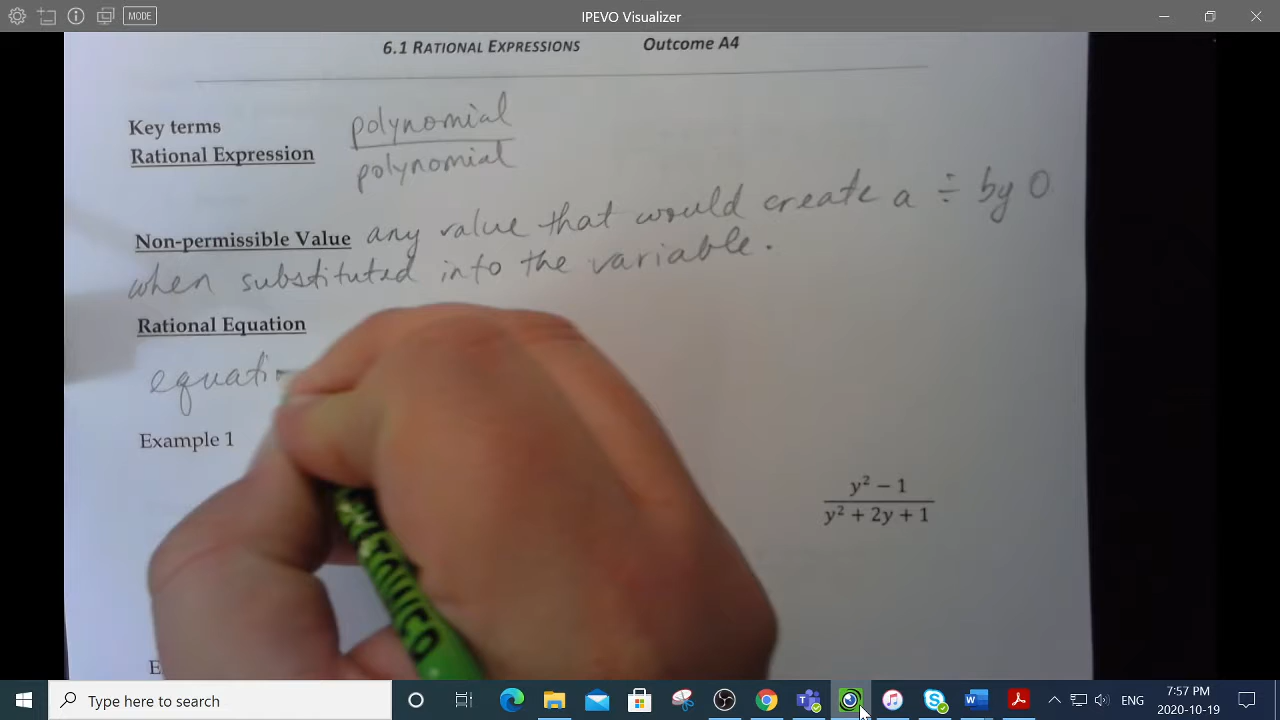 IPEVO Visualizer
MODE
6.1 RATIONAL EXPRESSIONS Outcome A4
Key terms
Rational Expression
polynomial
polynomial
Non-permissible Value any value that would create a ÷ by 0
when substituted into the variable.
Rational Equation
equati
Example 1
y² − 1
y² + 2y + 1
E
Type here to search
ENG
7:57 PM
2020-10-19